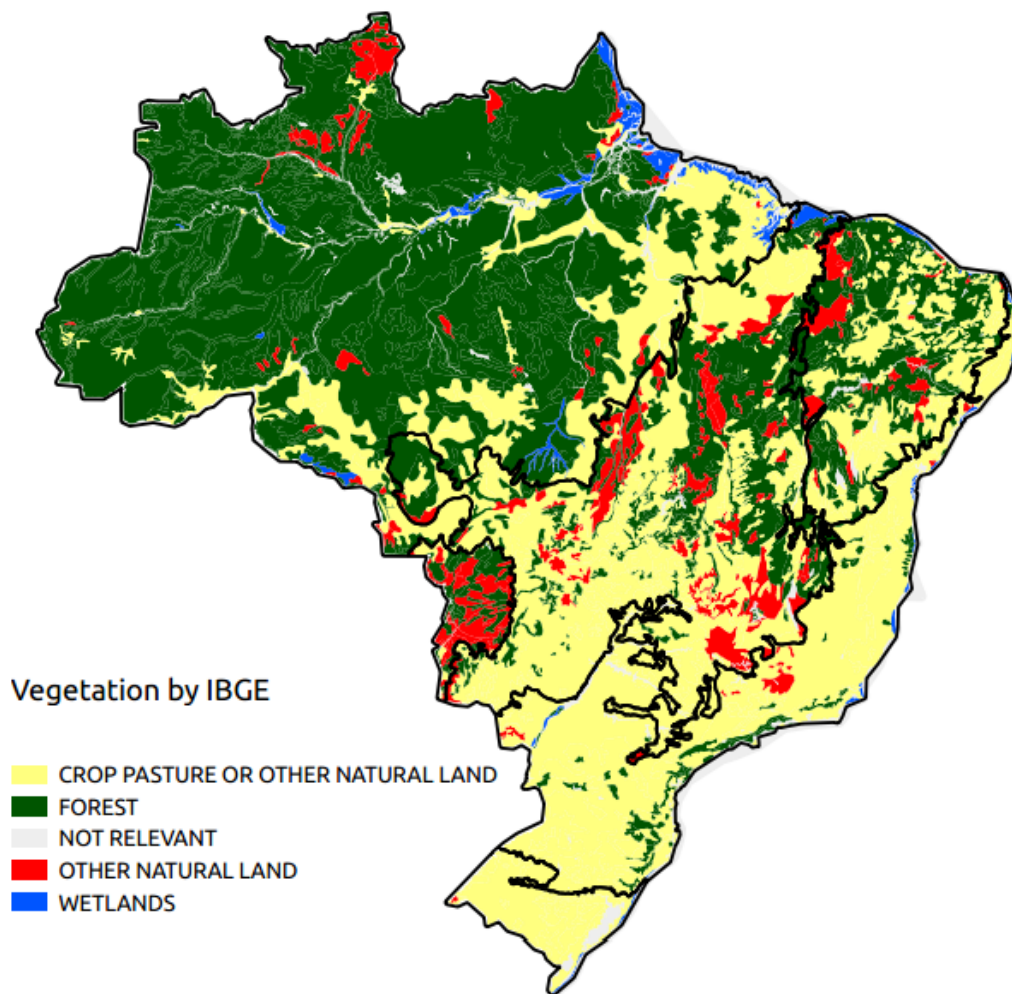 Vegetation by IBGE
CROP PASTURE OR OTHER NATURAL LAND
FOREST
NOT RELEVANT
OTHER NATURAL LAND
WETLANDS